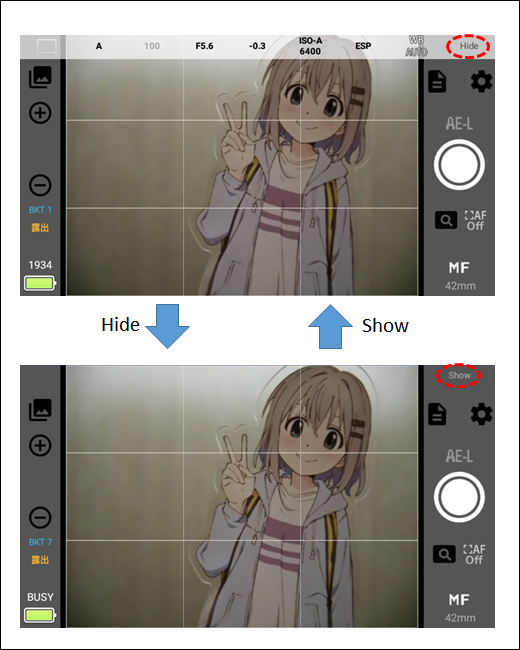 A 100 F5.6 -0.3 ISO-A 6400 ESP WB AUTO Hide
AE-L
BKT 1
露出
AF
Off
1934
MF
42mm
Hide
Show
Show
AE-L
BKT 7
露出
AF
Off
BUSY
MF
42mm